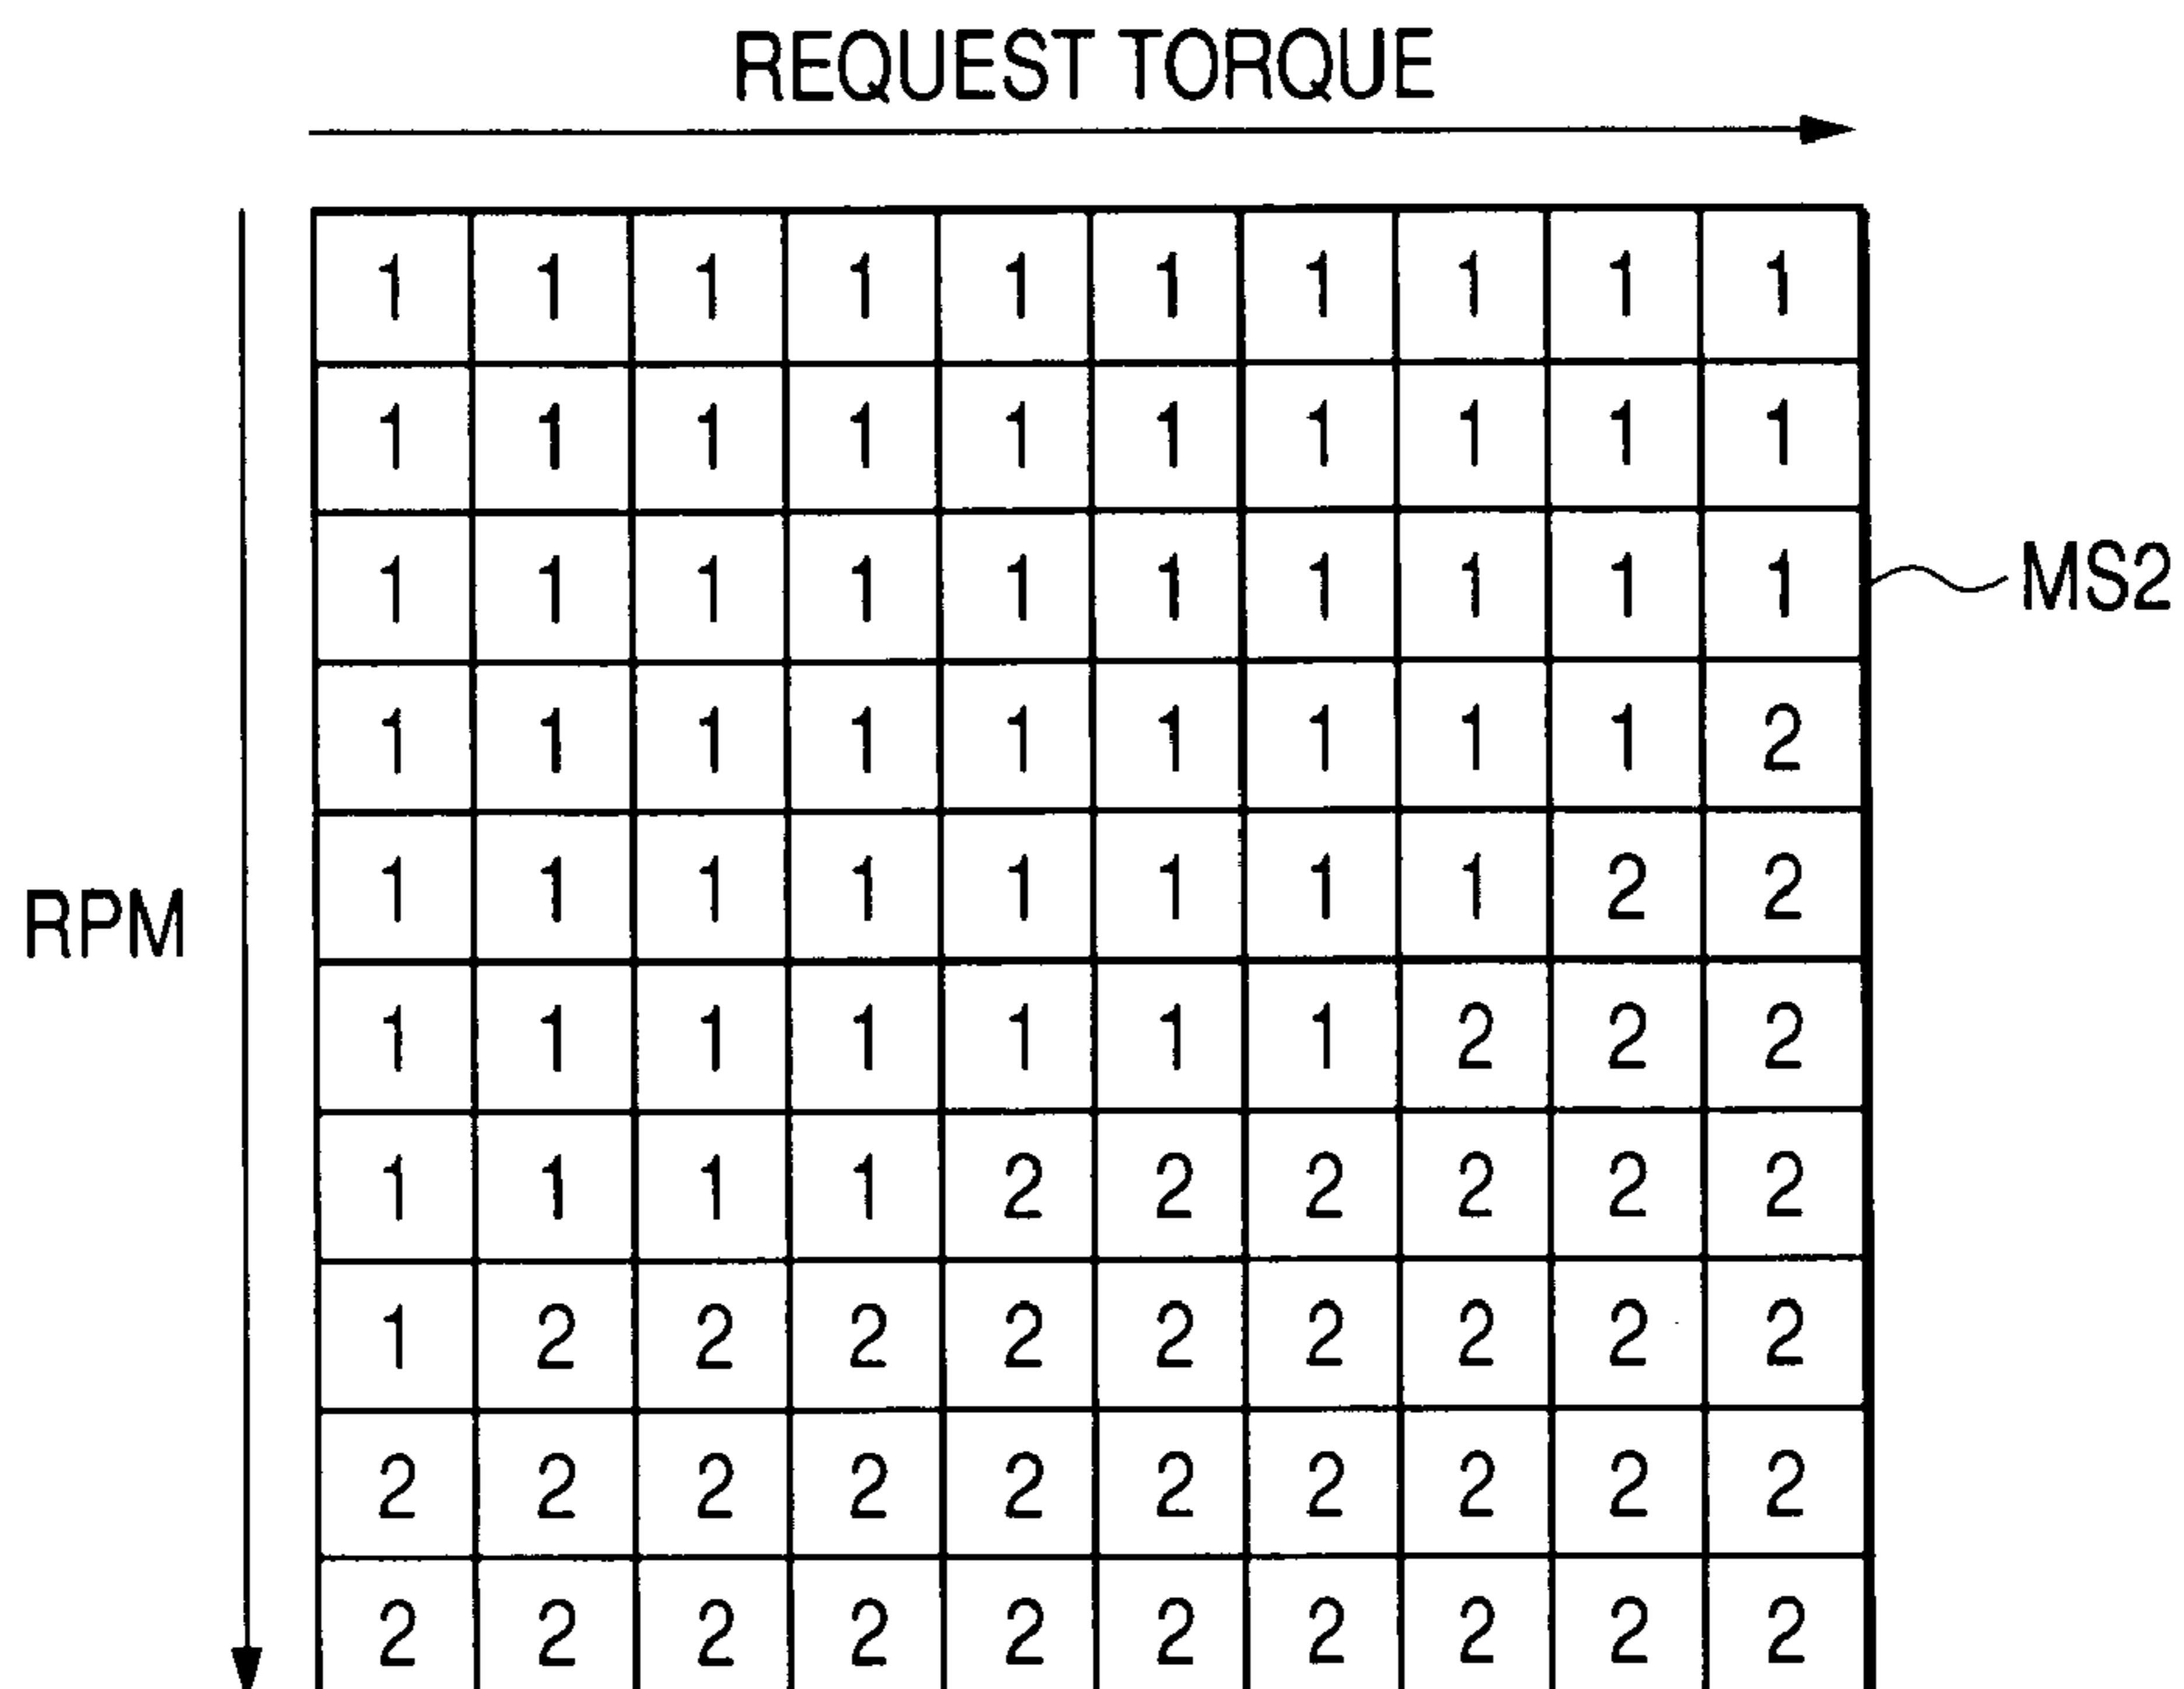 REQUEST TORQUE
1 1 1 1 1 1 1 1 1 1
1 1 1 1 1 1 1 1 1 1
1 1 1 1 1 1 1 1 1 1
MS2
1 1 1 1 1 1 1 1 1 2
1 1 1 1 1 1 1 1 2 2
RPM
1 1 1 1 1 1 1 2 2 2
1 1 1 1 2 2 2 2 2 2
1 2 2 2 2 2 2 2 2 2
2 2 2 2 2 2 2 2 2 2
2 2 2 2 2 2 2 2 2 2